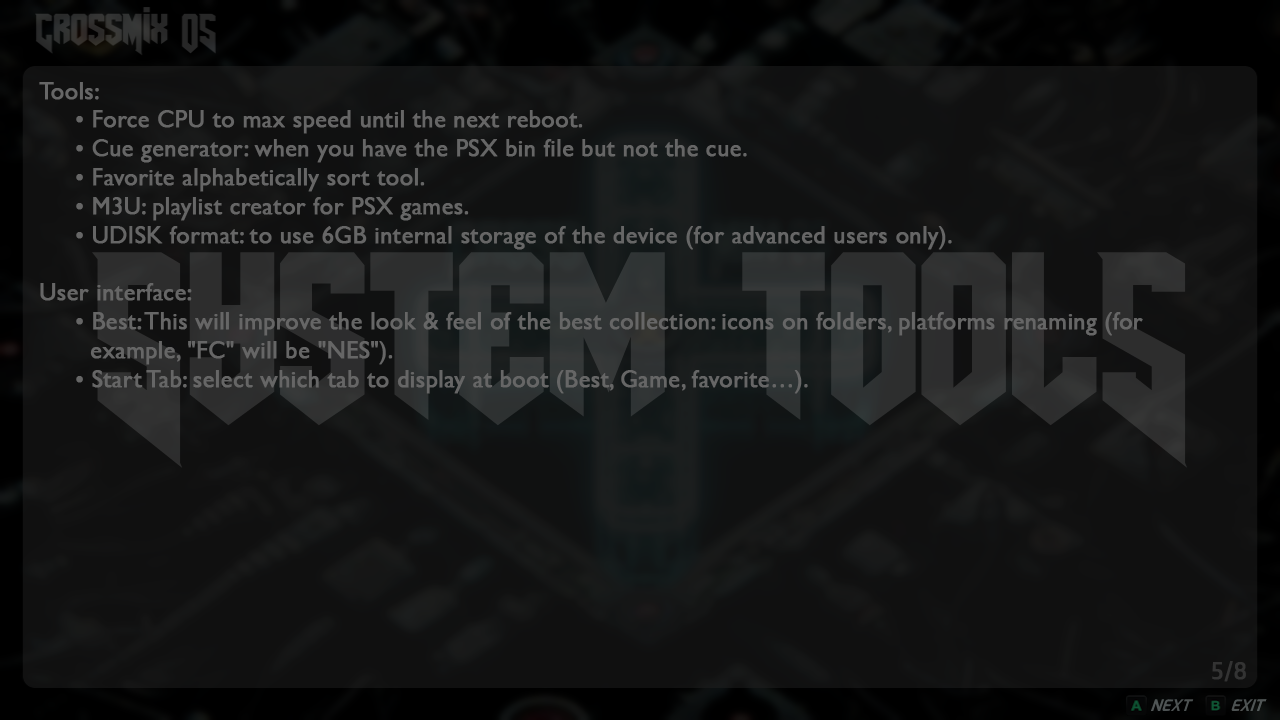 CROSSMIX OS
Tools:
• Force CPU to max speed until the next reboot.
• Cue generator: when you have the PSX bin file but not the cue.
• Favorite alphabetically sort tool.
• M3U: playlist creator for PSX games.
• UDISK format: to use 6GB internal storage of the device (for advanced users only).
SYSTEM TOOLS
User interface:
• Best: This will improve the look & feel of the best collection: icons on folders, platforms renaming (for
example, "FC" will be "NES").
• Start Tab: select which tab to display at boot (Best, Game, favorite...).
5/8
A NEXT B EXIT